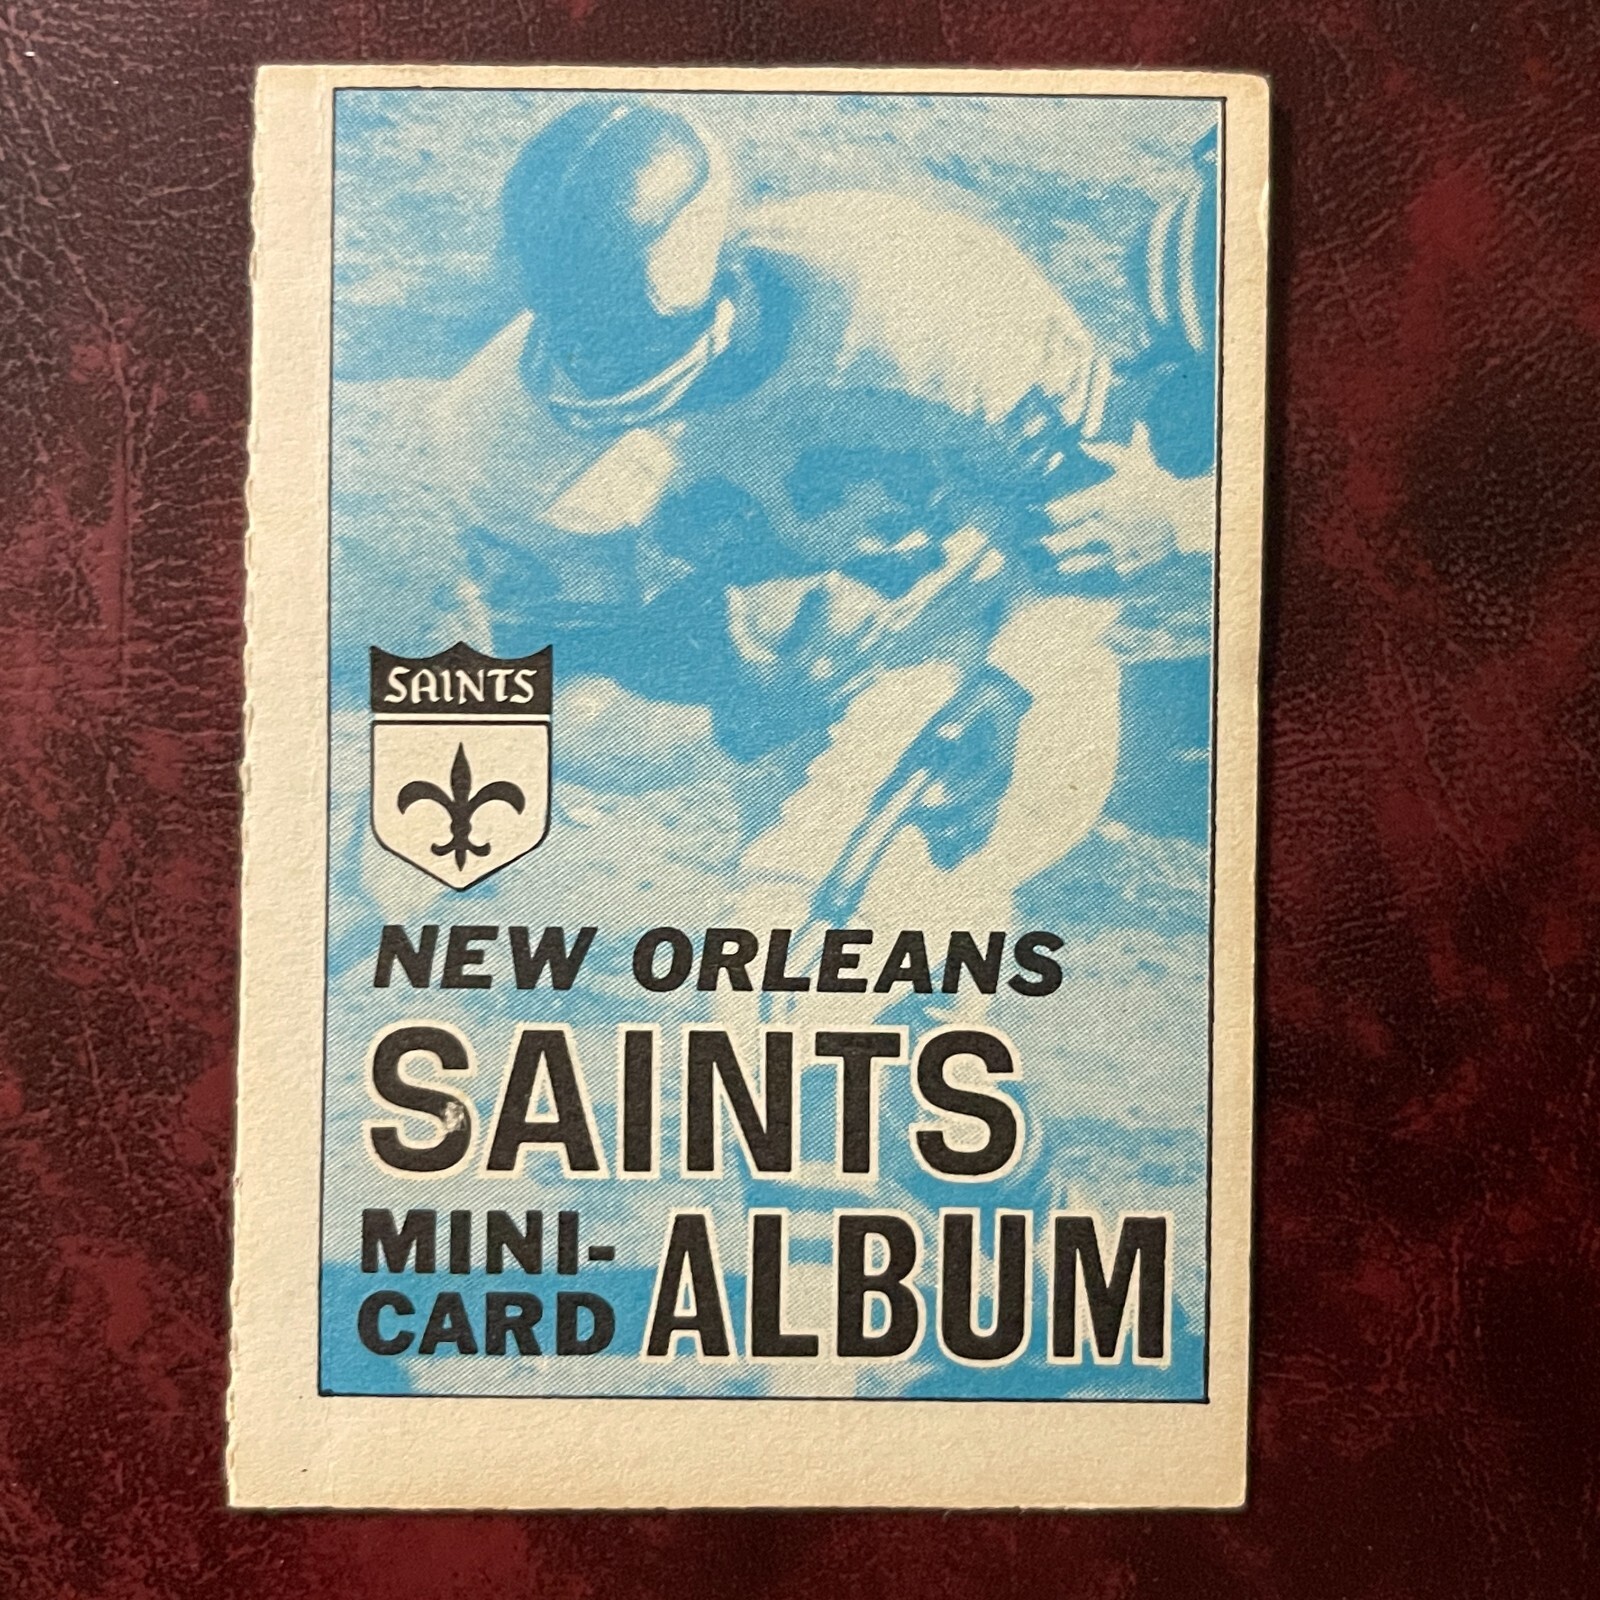 SAINTS
NEW ORLEANS
SAINTS
MINI-
CARD ALBUM